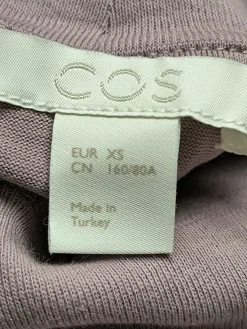 COS
EUR XS
CN 160/80A
Made in
Turkey